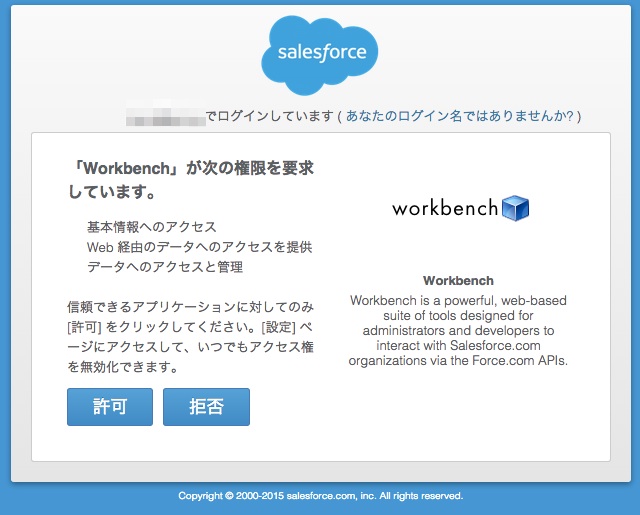 salesforce
でログインしています ( あなたのログイン名ではありませんか? )
「Workbench」が次の権限を要求
しています。
基本情報へのアクセス
Web 経由のデータへのアクセスを提供
データへのアクセスと管理
信頼できるアプリケーションに対してのみ
[許可] をクリックしてください。[設定] ペ
ージにアクセスして、いつでもアクセス権
を無効化できます。
許可 拒否
workbench
Workbench
Workbench is a powerful, web-based
suite of tools designed for
administrators and developers to
interact with Salesforce.com
organizations via the Force.com APIs.
Copyright © 2000-2015 salesforce.com, inc. All rights reserved.